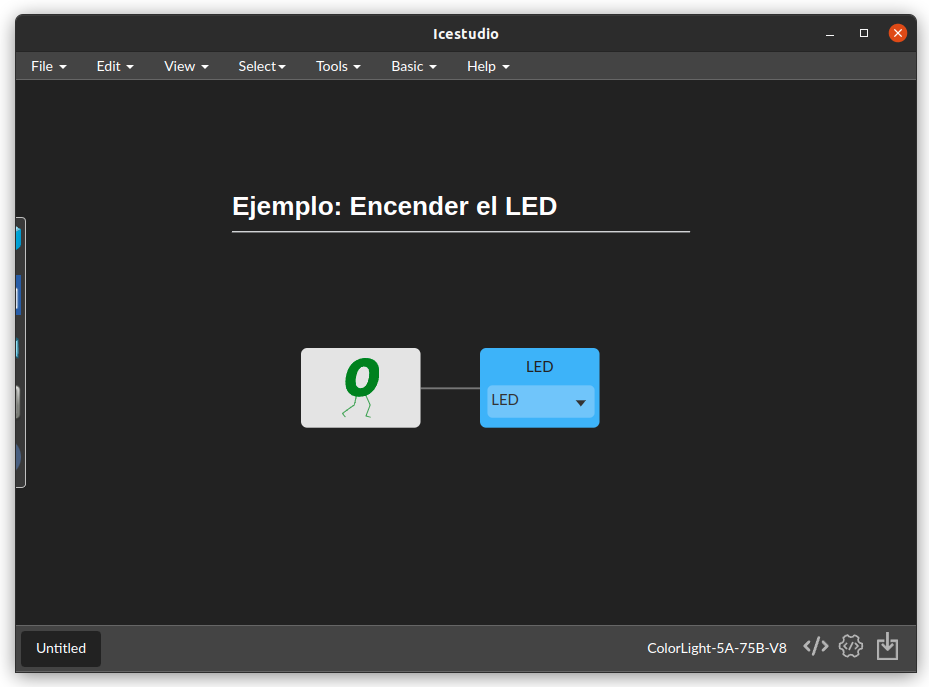 Icestudio
File Edit View Select Tools Basic Help
Ejemplo: Encender el LED
0
LED
LED
Untitled
ColorLight-5A-75B-V8 </>